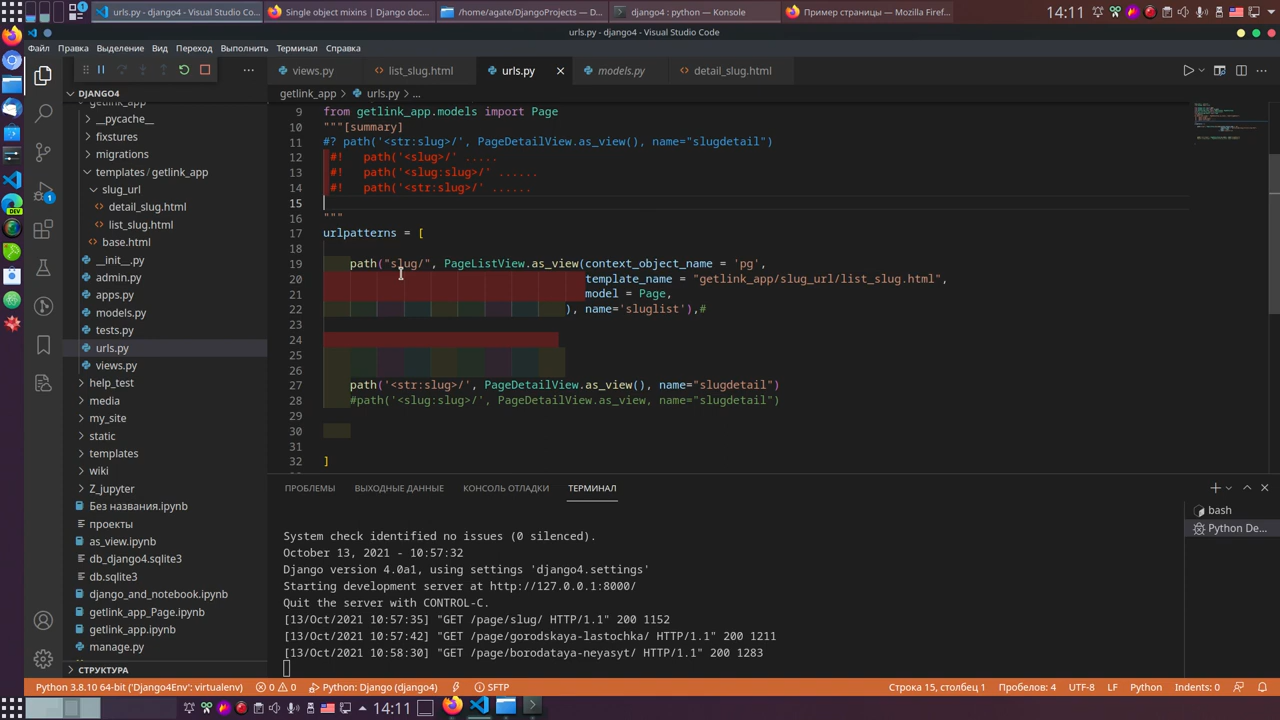 urls.py - django4 - Visual Studio Co...
Single object mixins | Django doc...
/home/agate/DjangoProjects — D...
django4 : python — Konsole
Пример страницы — Mozilla Firef...
14:11
urls.py - django4 - Visual Studio Code
Файл Правка Выделение Вид Переход Выполнить Терминал Справка
views.py
list_slug.html
urls.py
models.py
detail_slug.html
DJANGO4
getlink_app
__pycache__
fixtures
migrations
templates/getlink_app
slug_url
detail_slug.html
list_slug.html
base.html
__init__.py
admin.py
apps.py
models.py
tests.py
urls.py
views.py
help_test
media
my_site
static
templates
wiki
Z_jupyter
Без названия.ipynb
проекты
as_view.ipynb
db_django4.sqlite3
db.sqlite3
django_and_notebook.ipynb
getlink_app_Page.ipynb
getlink_app.ipynb
manage.py
СТРУКТУРА
1
DEV
getlink_app > urls.py > ...
9 from getlink_app.models import Page
10 """[summary]
11 #? path('<str:slug>/', PageDetailView.as_view(), name="slugdetail")
12 #! path('<slug>/' .....
13 #! path('<slug:slug>/' ......
14 #! path('<str:slug>/' ......
15
16 """
17 urlpatterns = [
18
19 path("slug/", PageListView.as_view(context_object_name = 'pg',
20 template_name = "getlink_app/slug_url/list_slug.html",
21 model = Page,
22 ), name='sluglist'),#
23
24
25
26
27 path('<str:slug>/', PageDetailView.as_view(), name="slugdetail")
28 #path('<slug:slug>/', PageDetailView.as_view, name="slugdetail")
29
30
31
32 ]
ПРОБЛЕМЫ ВЫХОДНЫЕ ДАННЫЕ КОНСОЛЬ ОТЛАДКИ ТЕРМИНАЛ
bash
Python De...
System check identified no issues (0 silenced).
October 13, 2021 - 10:57:32
Django version 4.0a1, using settings 'django4.settings'
Starting development server at http://127.0.0.1:8000/
Quit the server with CONTROL-C.
[13/Oct/2021 10:57:35] "GET /page/slug/ HTTP/1.1" 200 1152
[13/Oct/2021 10:57:42] "GET /page/gorodskaya-lastochka/ HTTP/1.1" 200 1211
[13/Oct/2021 10:58:30] "GET /page/borodataya-neyasyt/ HTTP/1.1" 200 1283
Python 3.8.10 64-bit ('Django4Env': virtualenv) 0 0 Python: Django (django4) SFTP Строка 15, столбец 1 Пробелов: 4 UTF-8 LF Python Indents: 0
14:11